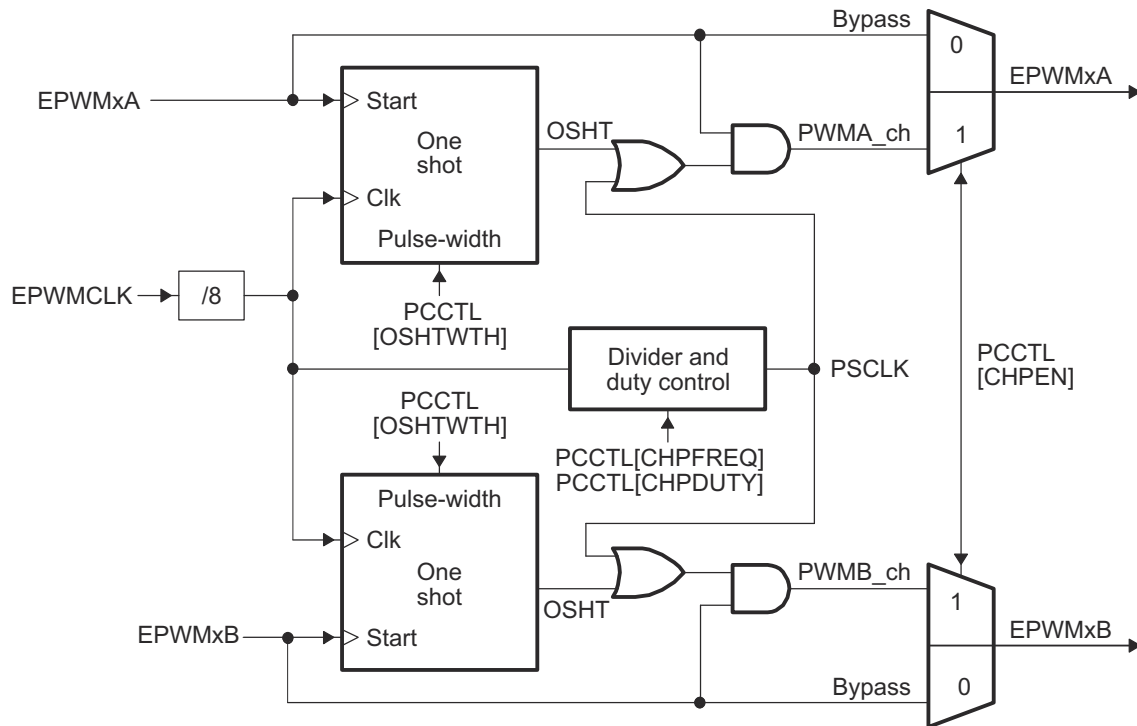 Bypass
0
EPWMxA
EPWMxA
Start
OSHT
PWMA_ch
1
One
shot
Clk
Pulse-width
EPWMCLK
/8
PCCTL
[OSHTWTH]
Divider and
duty control
PSCLK
PCCTL
[CHPEN]
PCCTL
[OSHTWTH]
PCCTL[CHPFREQ]
PCCTL[CHPDUTY]
Pulse-width
Clk
One
shot
OSHT
PWMB_ch
1
EPWMxB
Start
EPWMxB
Bypass
0